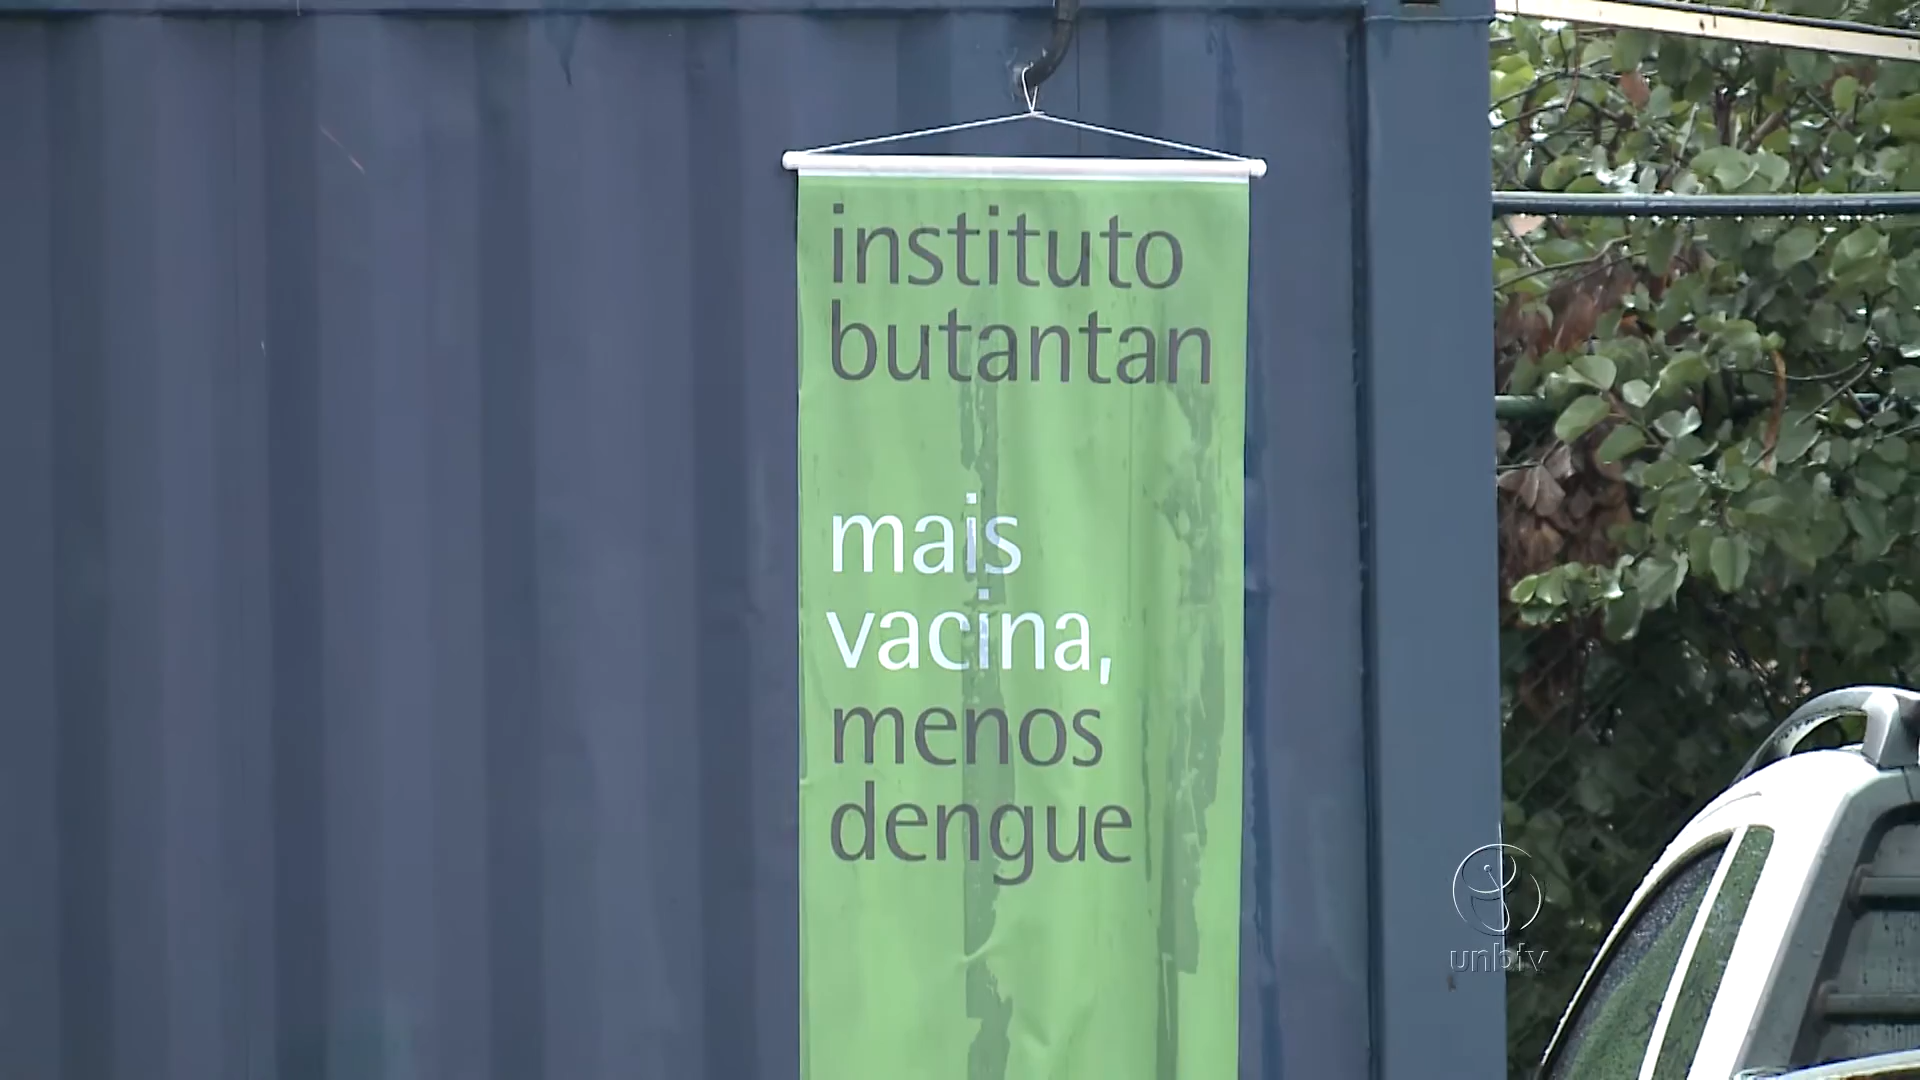 instituto
butantan
mais
vacina,
menos
dengue
unbtv